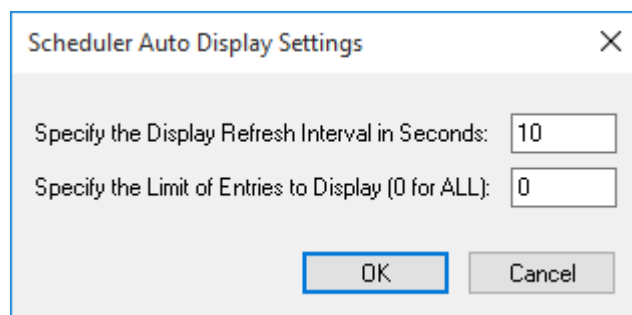 Scheduler Auto Display Settings
Specify the Display Refresh Interval in Seconds: 10
Specify the Limit of Entries to Display (0 for ALL): 0
OK Cancel